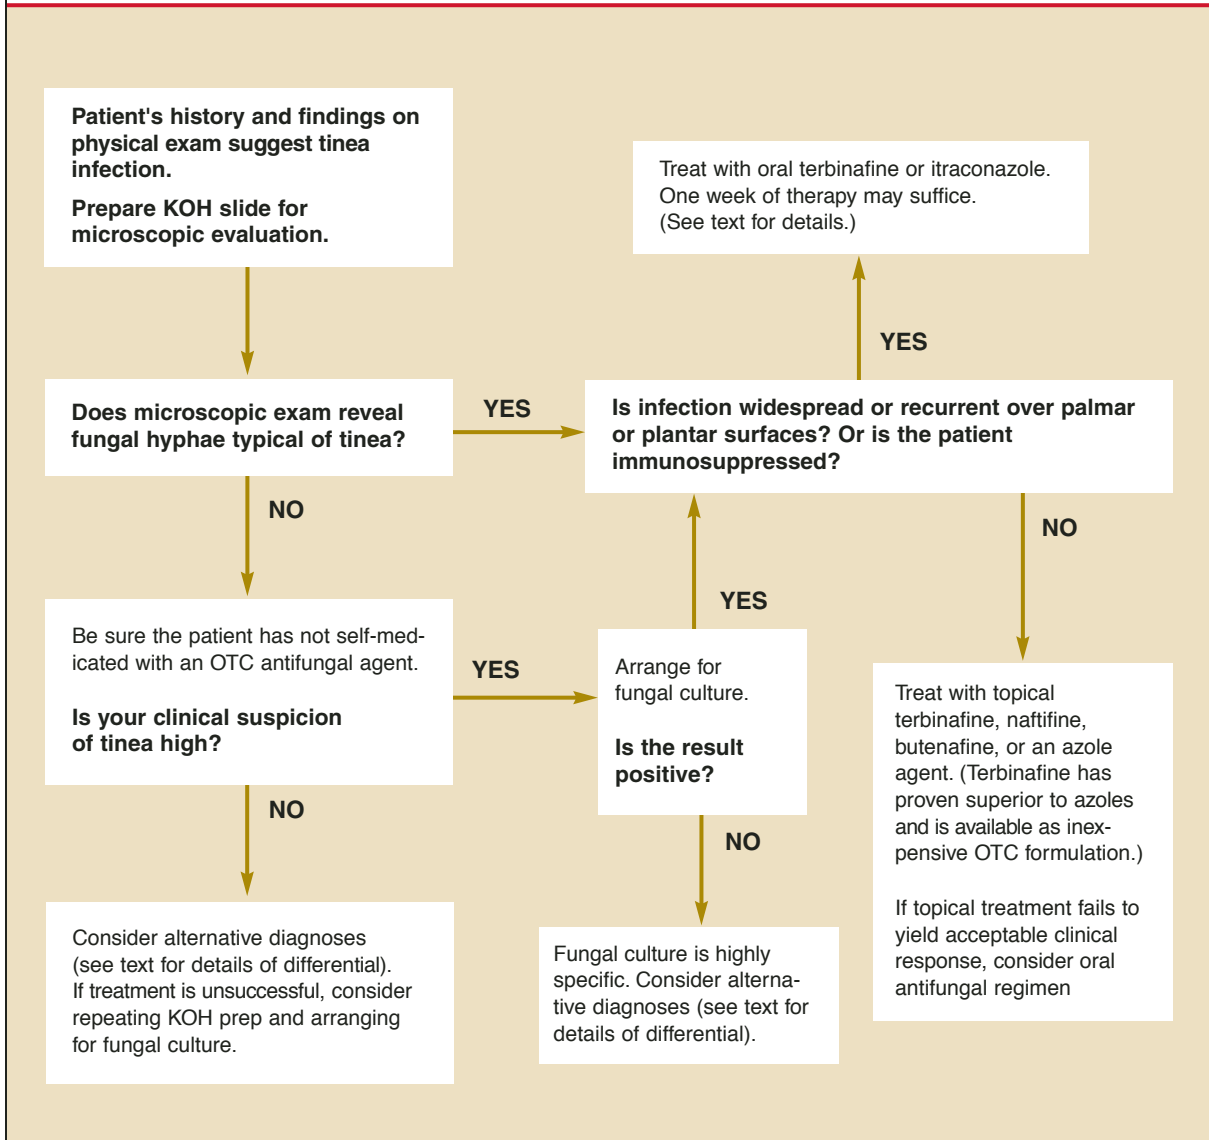 Patient's history and findings on
physical exam suggest tinea
infection.
Prepare KOH slide for
microscopic evaluation.
Treat with oral terbinafine or itraconazole.
One week of therapy may suffice.
(See text for details.)
YES
Does microscopic exam reveal
fungal hyphae typical of tinea?
YES
Is infection widespread or recurrent over palmar
or plantar surfaces? Or is the patient
immunosuppressed?
NO
NO
Be sure the patient has not self-med-
icated with an OTC antifungal agent.
Is your clinical suspicion
of tinea high?
YES
YES
Arrange for
fungal culture.
Is the result
positive?
Treat with topical
terbinafine, naftifine,
butenafine, or an azole
agent. (Terbinafine has
proven superior to azoles
and is available as inex-
pensive OTC formulation.)
If topical treatment fails to
yield acceptable clinical
response, consider oral
antifungal regimen
NO
NO
Consider alternative diagnoses
(see text for details of differential).
If treatment is unsuccessful, consider
repeating KOH prep and arranging
for fungal culture.
Fungal culture is highly
specific. Consider alterna-
tive diagnoses (see text for
details of differential).